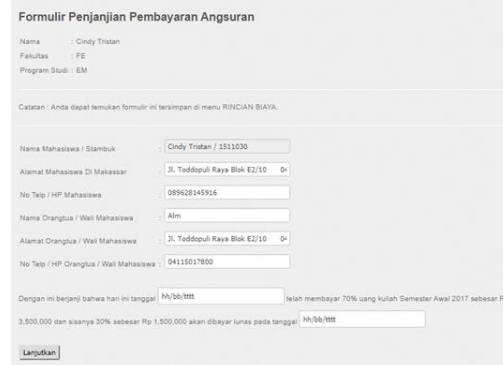 Formulir Penjanjian Pembayaran Angsuran
Nama : Cindy Tristan
Fakultas : FE
Program Studi : EM
Catatan : Anda dapat temukan formulir ini tersimpan di menu RINCIAN BIAYA.
Nama Mahasiswa / Stambuk : Cindy Tristan / 1511030
Alamat Mahasiswa Di Makassar : Jl. Toddopuli Raya Blok E2/10 04
No Telp / HP Mahasiswa : 089628145916
Nama Orangtua / Wali Mahasiswa : Alm
Alamat Orangtua / Wali Mahasiswa : Jl. Toddopuli Raya Blok E2/10 04
No Telp / HP Orangtua / Wali Mahasiswa : 04115017800
Dengan ini berjanji bahwa hari ini tanggal hh/bb/tttt telah membayar 70% uang kuliah Semester Awal 2017 sebesar R
3,500,000 dan sisanya 30% sebesar Rp 1,500,000 akan dibayar lunas pada tanggal hh/bb/tttt
Lanjutkan